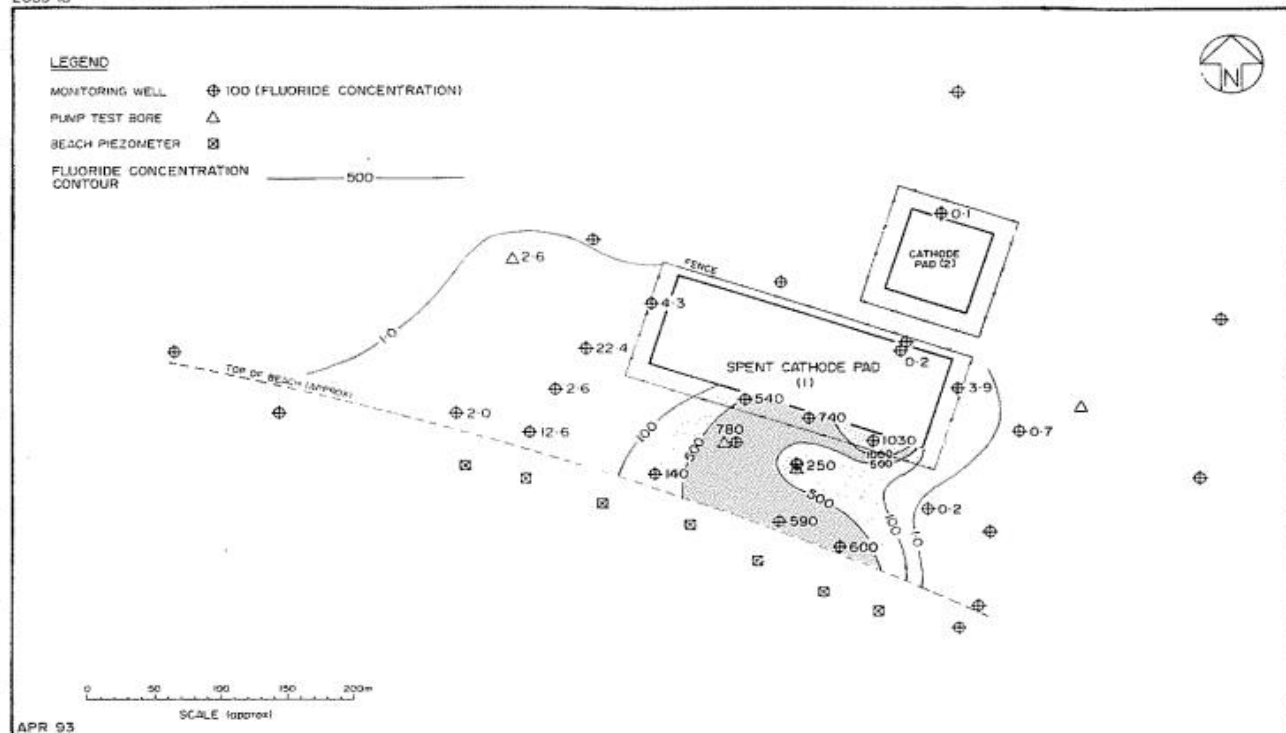 LEGEND
MONITORING WELL 100 (FLUORIDE CONCENTRATION)
PUMP TEST BORE
BEACH PIEZOMETER
FLUORIDE CONCENTRATION
CONTOUR 500
N
0·1
CATHODE
PAD (2)
2·6
FENCE
4·3
1·0
22·4
0·2
SPENT CATHODE PAD
(1)
TOP OF BEACH (APPROX)
2·6
3·9
540
2·0
740
0·7
12·6
100
780
1030
1000
500
500
250
140
500
0·2
590
100
1·0
600
0 50 100 150 200m
SCALE (approx)
APR 93